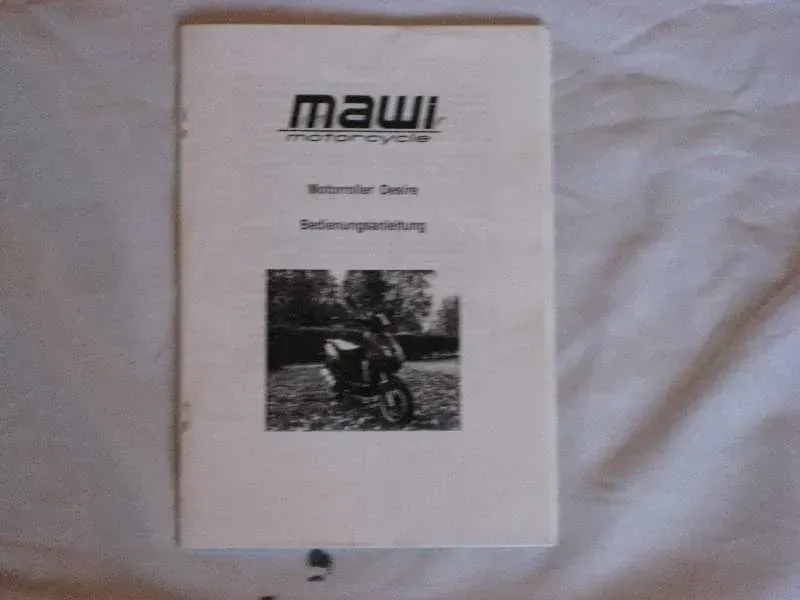 mawi
motorcycle
Motorroller Desire
Bedienungsanleitung